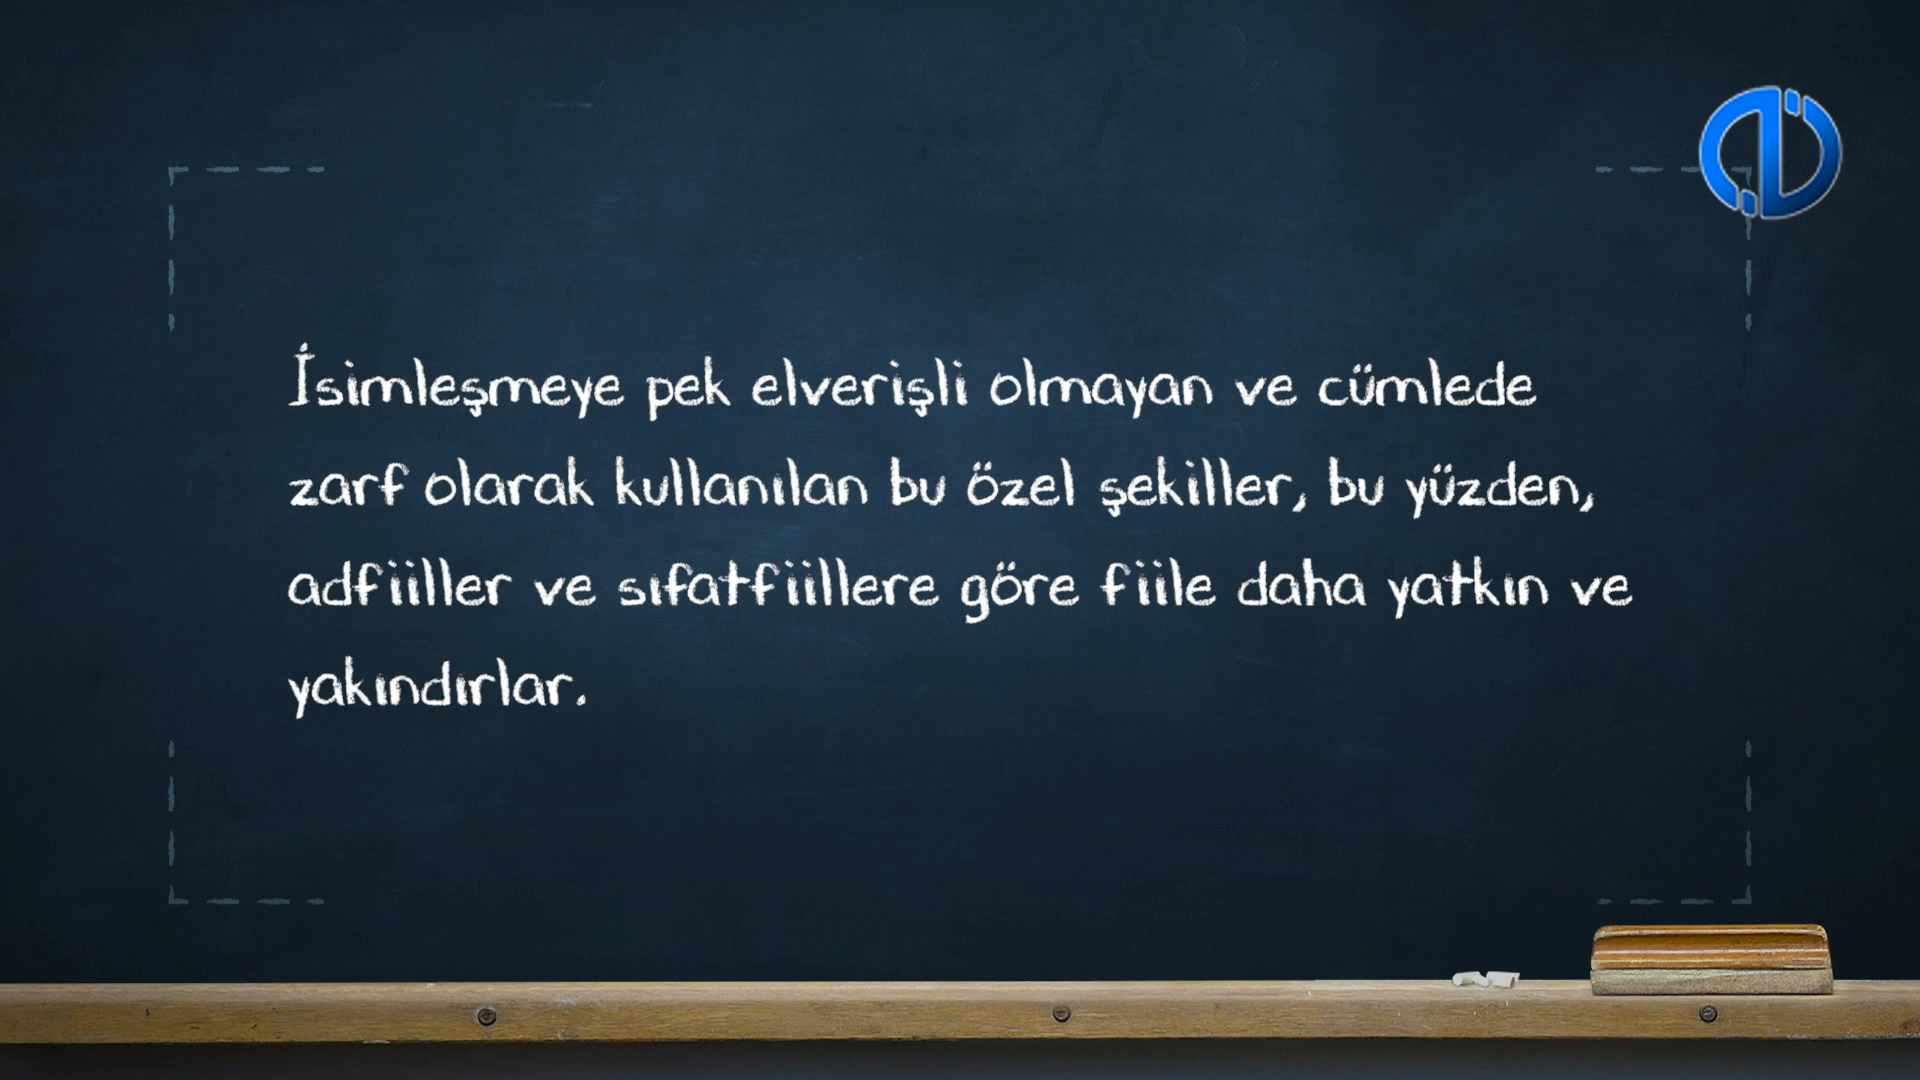 İsimleşmeye pek elverişli olmayan ve cümlede
zarf olarak kullanılan bu özel şekiller, bu yüzden,
adfiiller ve sıfatfiillere göre fiile daha yatkın ve
yakındırlar.